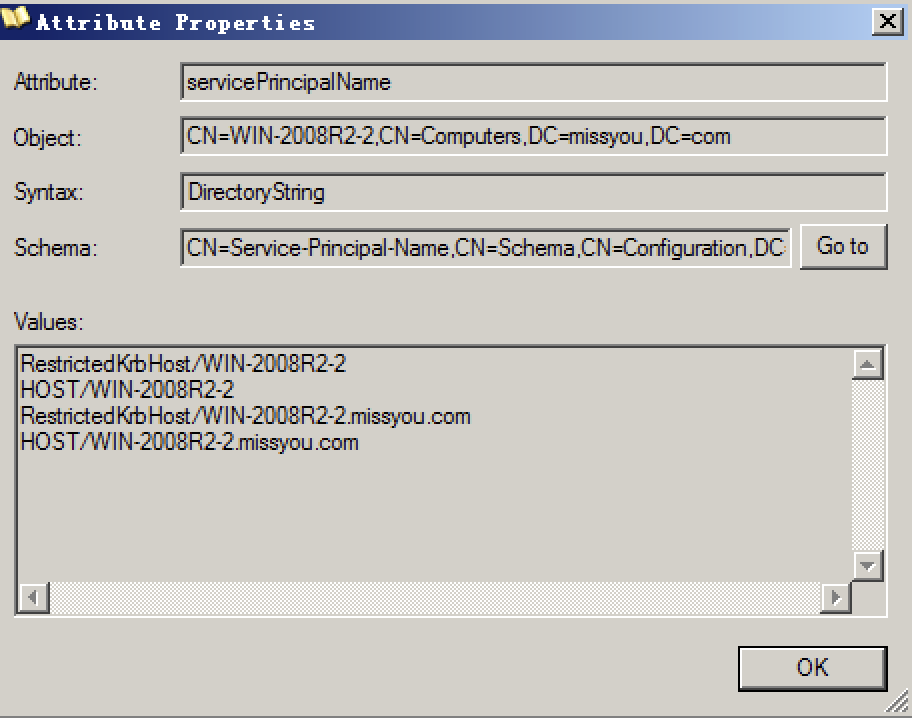 Attribute Properties
Attribute: servicePrincipalName
Object: CN=WIN-2008R2-2,CN=Computers,DC=missyou,DC=com
Syntax: DirectoryString
Schema: CN=Service-Principal-Name,CN=Schema,CN=Configuration,DC Go to
Values:
RestrictedKrbHost/WIN-2008R2-2
HOST/WIN-2008R2-2
RestrictedKrbHost/WIN-2008R2-2.missyou.com
HOST/WIN-2008R2-2.missyou.com
OK